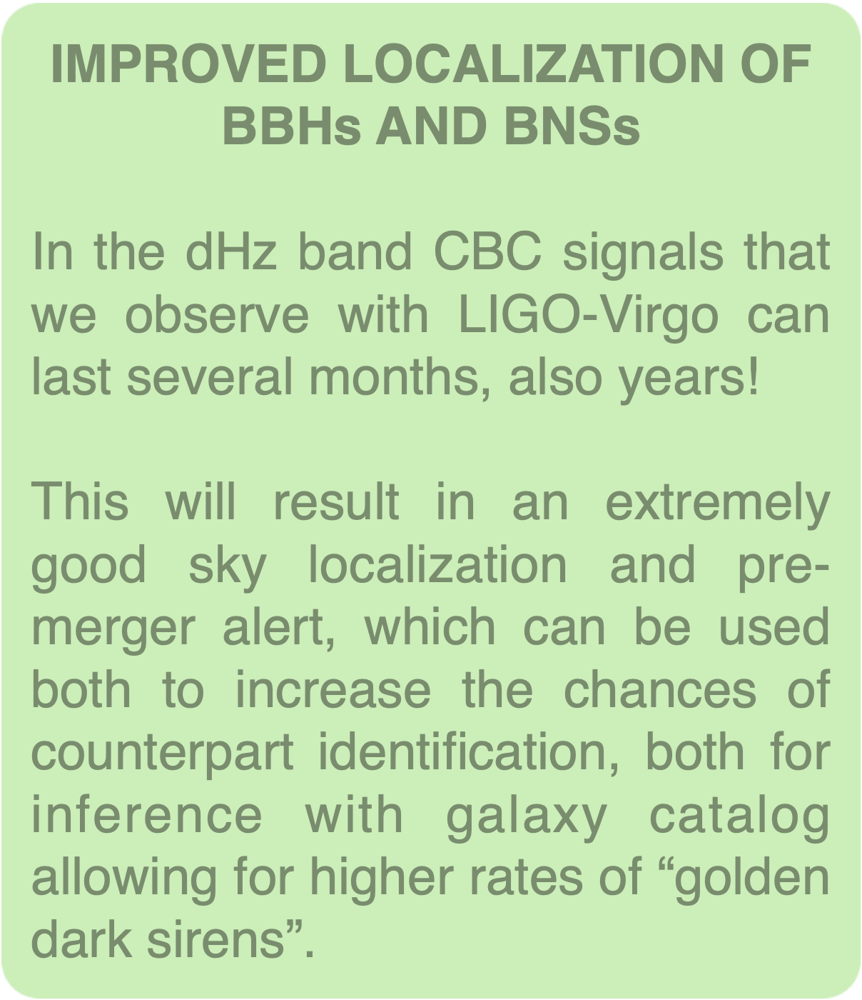 IMPROVED LOCALIZATION OF
BBHs AND BNSs
In the dHz band CBC signals that
we observe with LIGO-Virgo can
last several months, also years!
This will result in an extremely
good sky localization and pre-
merger alert, which can be used
both to increase the chances of
counterpart identification, both for
inference with galaxy catalog
allowing for higher rates of “golden
dark sirens”.